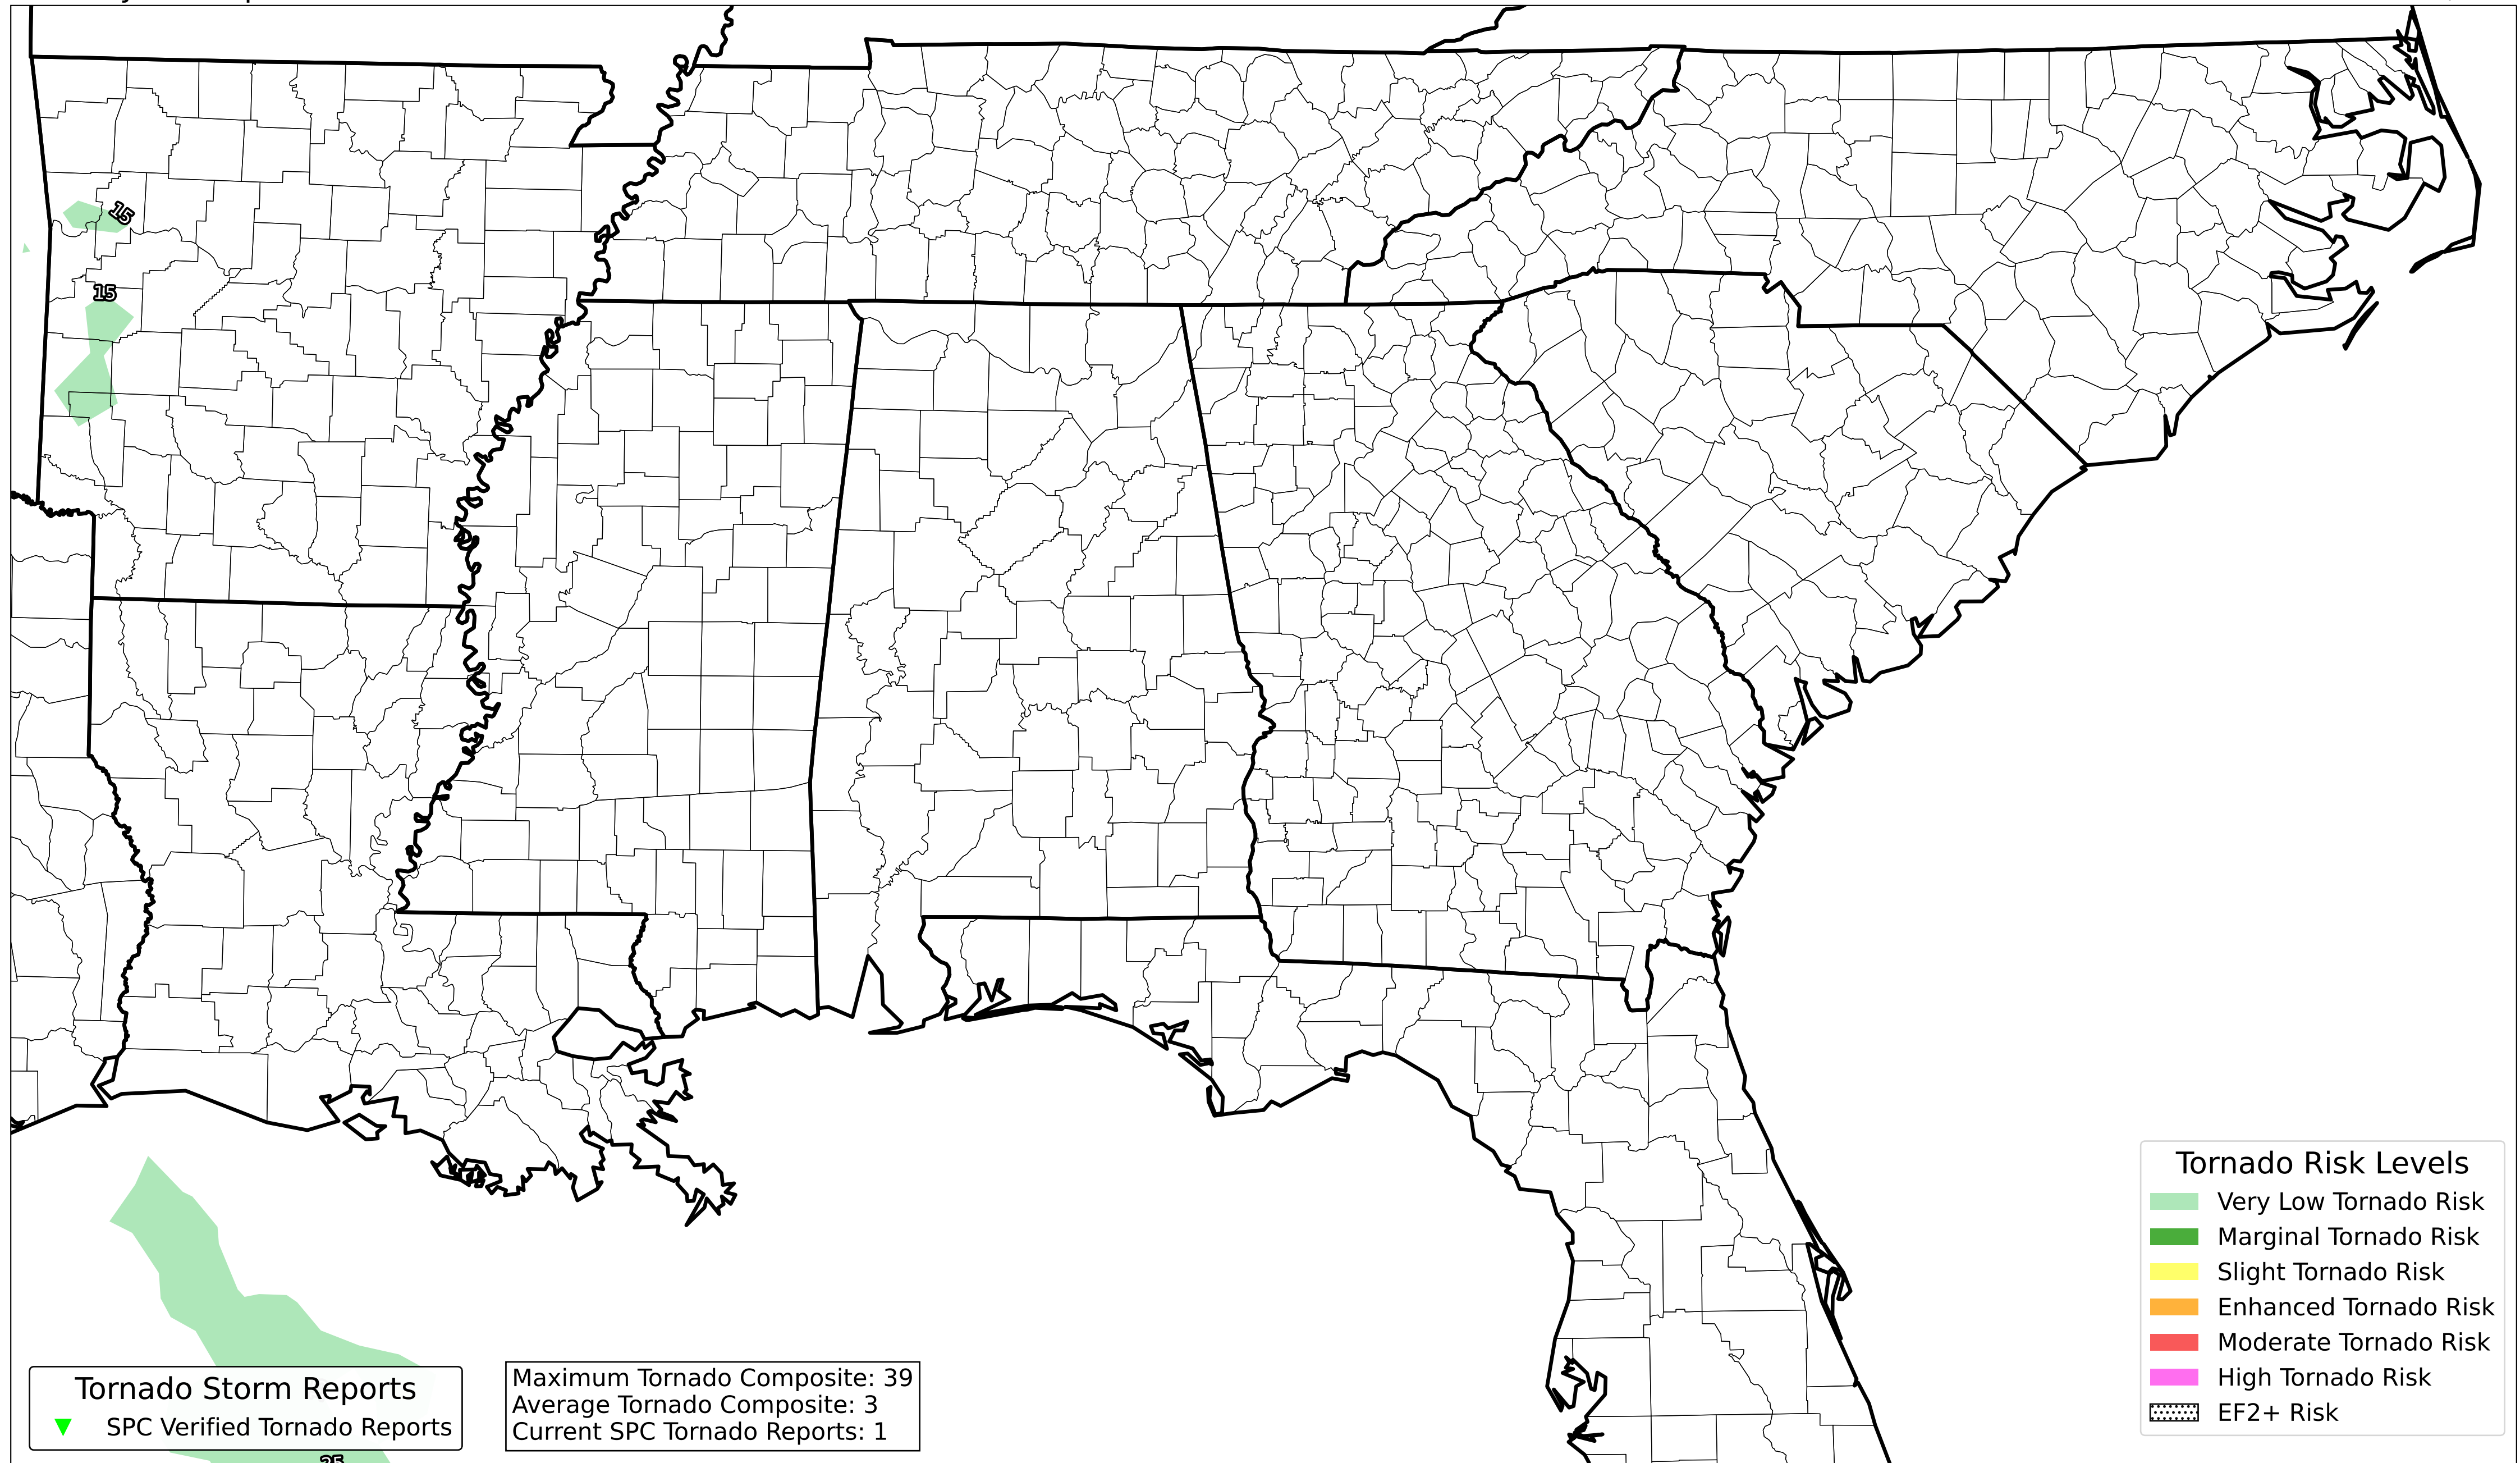 15
15
Tornado Risk Levels
Very Low Tornado Risk
Marginal Tornado Risk
Slight Tornado Risk
Enhanced Tornado Risk
Moderate Tornado Risk
High Tornado Risk
EF2+ Risk
Tornado Storm Reports
SPC Verified Tornado Reports
Maximum Tornado Composite: 39
Average Tornado Composite: 3
Current SPC Tornado Reports: 1